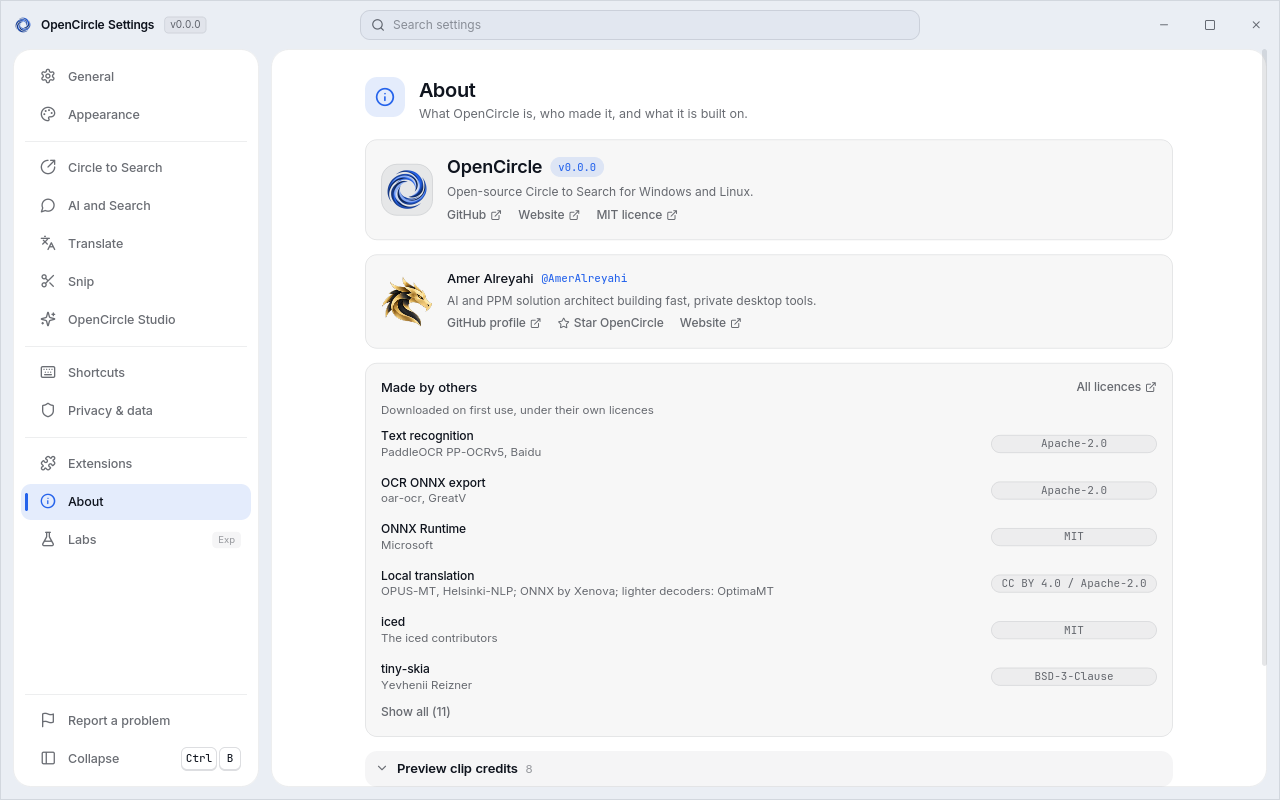 OpenCircle Settings v0.0.0
Search settings
General
Appearance
Circle to Search
AI and Search
Translate
Snip
OpenCircle Studio
Shortcuts
Privacy & data
Extensions
About
Labs Exp
Report a problem
Collapse Ctrl B
About
What OpenCircle is, who made it, and what it is built on.
OpenCircle v0.0.0
Open-source Circle to Search for Windows and Linux.
GitHub Website MIT licence
Amer Alreyahi @AmerAlreyahi
AI and PPM solution architect building fast, private desktop tools.
GitHub profile Star OpenCircle Website
Made by others All licences
Downloaded on first use, under their own licences
Text recognition
PaddleOCR PP-OCRv5, Baidu
Apache-2.0
OCR ONNX export
oar-ocr, GreatV
Apache-2.0
ONNX Runtime
Microsoft
MIT
Local translation
OPUS-MT, Helsinki-NLP; ONNX by Xenova; lighter decoders: OptimaMT
CC BY 4.0 / Apache-2.0
iced
The iced contributors
MIT
tiny-skia
Yevhenii Reizner
BSD-3-Clause
Show all (11)
Preview clip credits 8